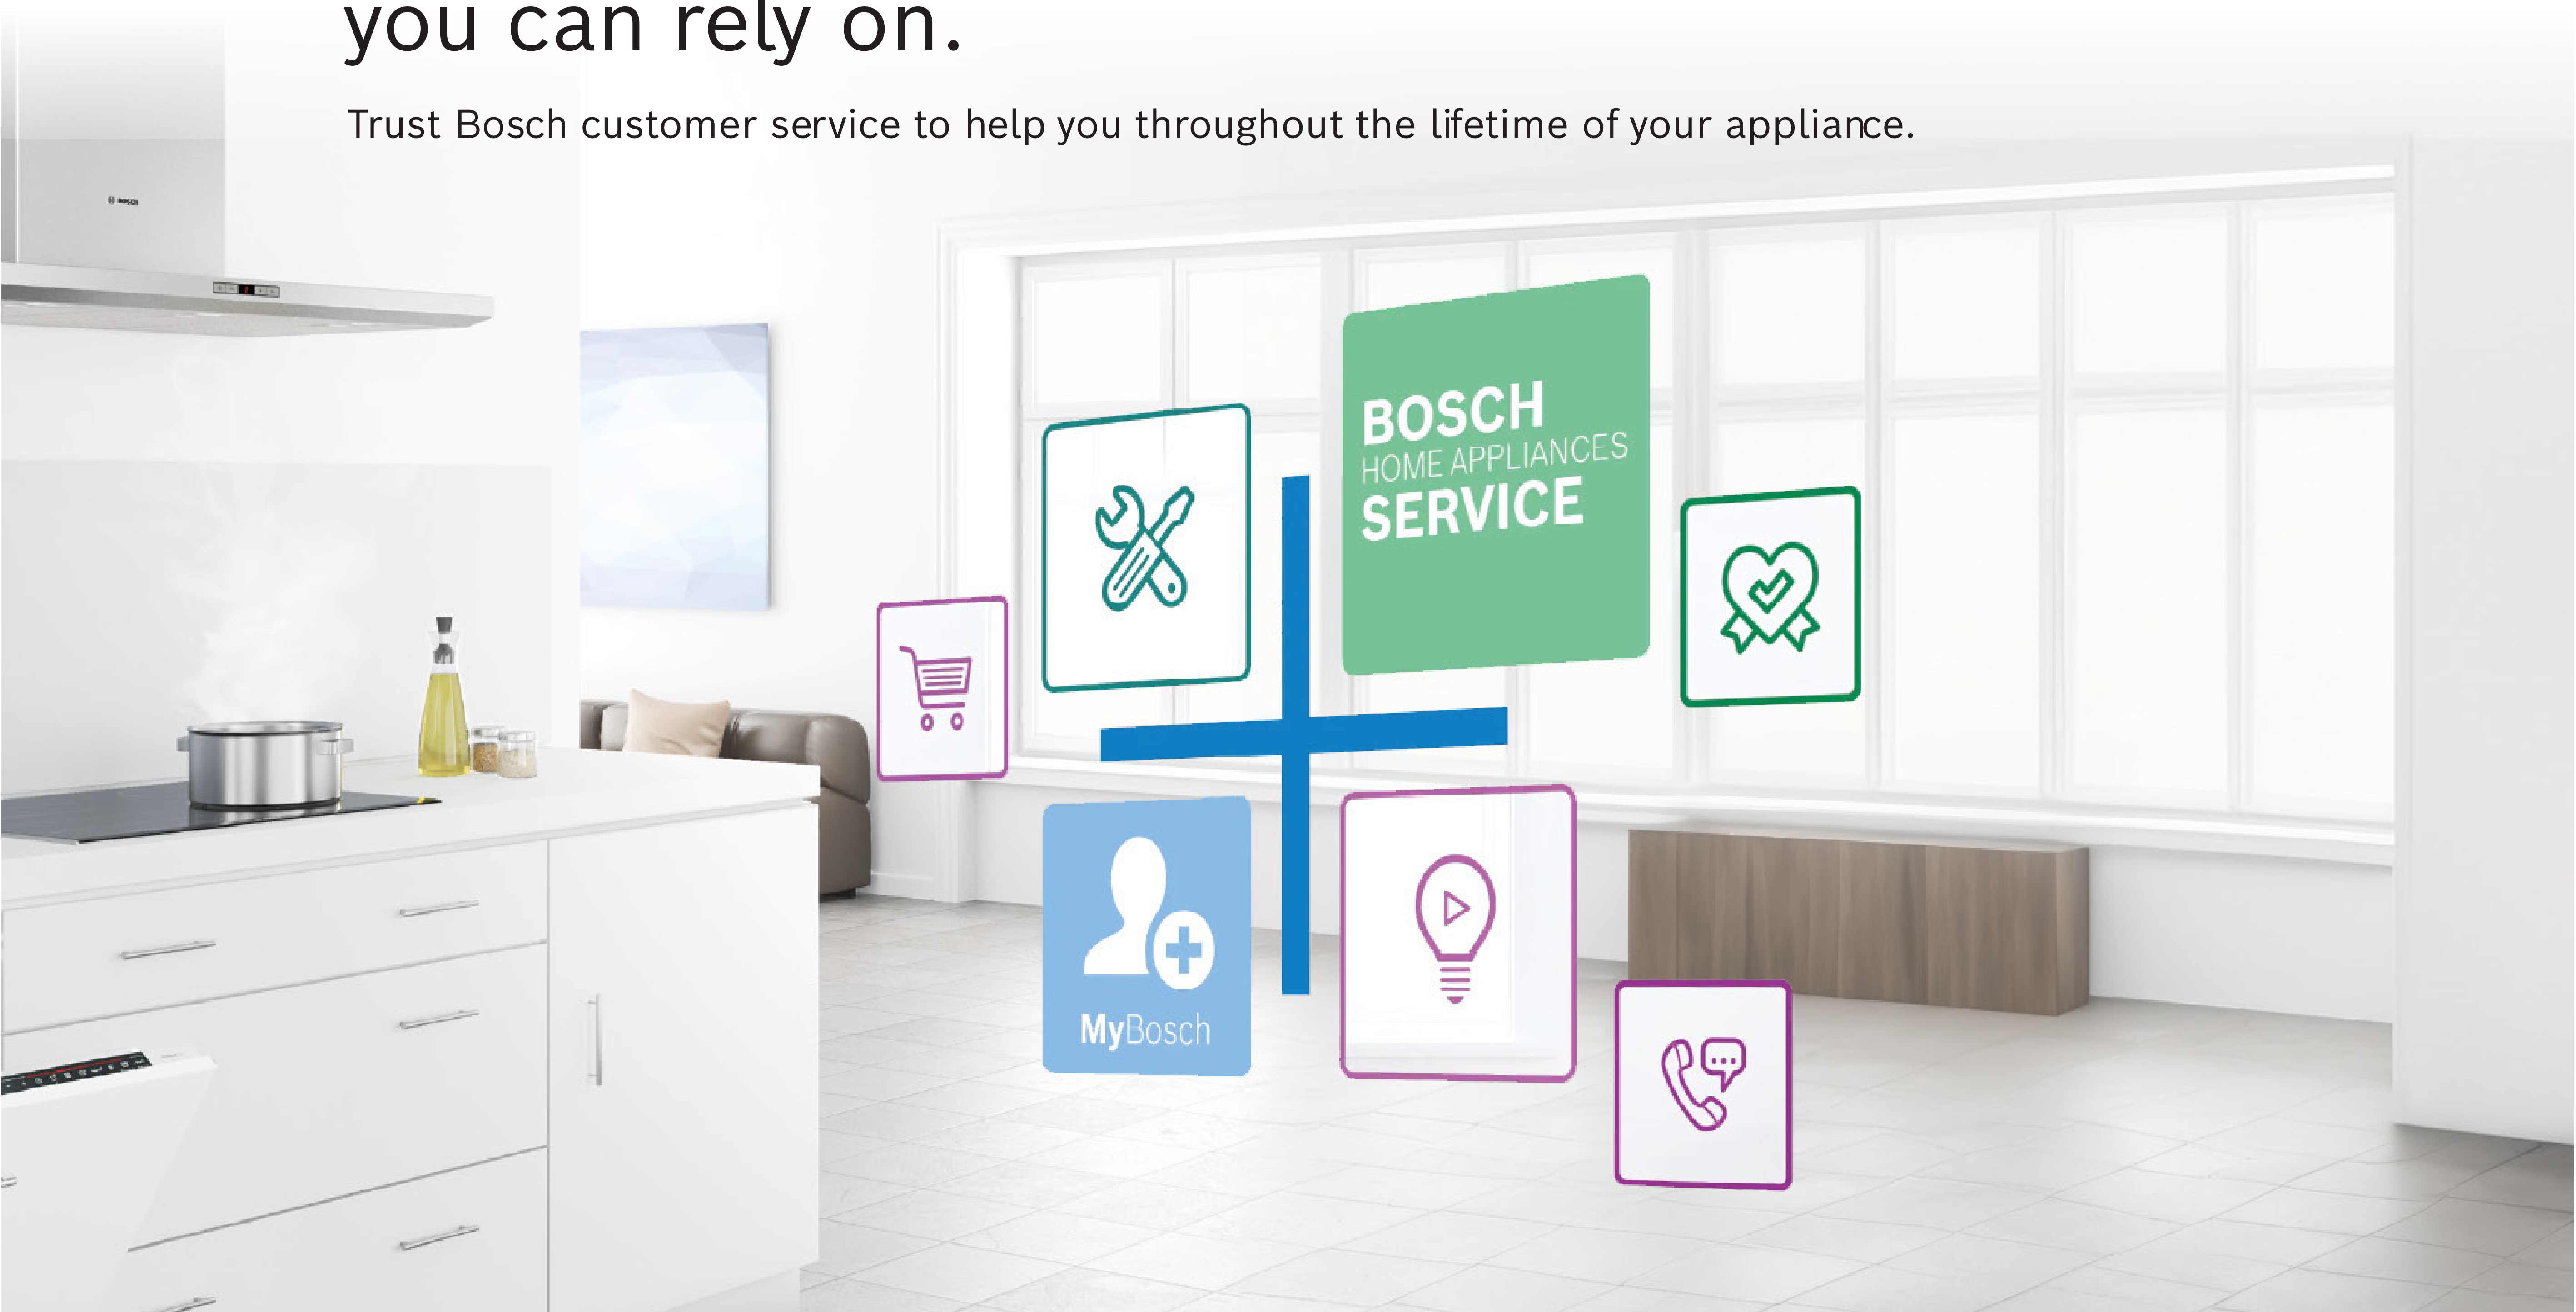 you can rely on.
Trust Bosch customer service to help you throughout the lifetime of your appliance.
BOSCH
BOSCH
HOME APPLIANCES
SERVICE
MyBosch